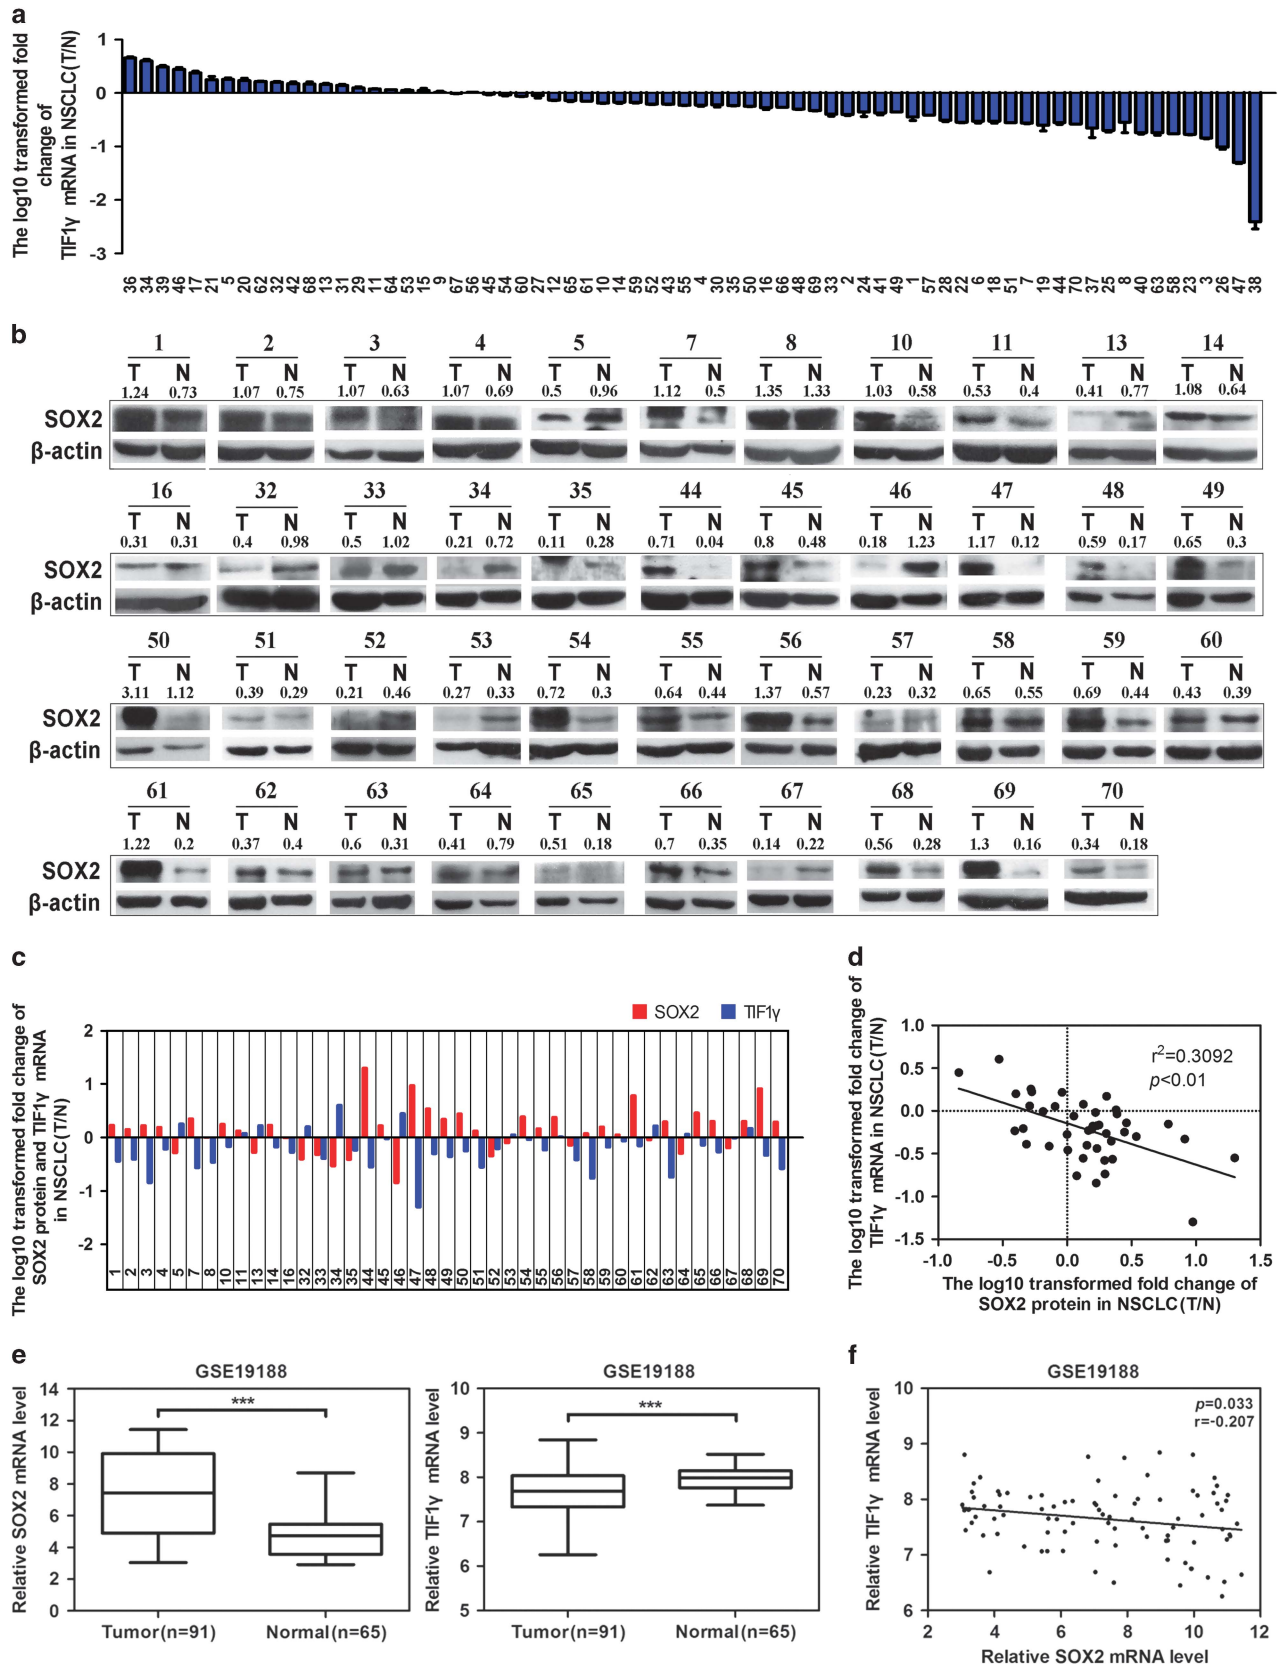 a
The log10 transformed fold
change of
TIF1γ mRNA in NSCLC(T/N)
1
0
-1
-2
-3
36 34 39 46 17 21 5 20 62 32 42 68 13 31 29 11 64 53 15 9 67 56 45 54 60 27 12 65 61 10 14 59 52 43 55 4 30 35 50 16 66 48 69 33 2 24 41 49 1 57 28 22 6 18 51 7 19 44 70 37 25 8 40 63 58 23 3 26 47 38
b
1 2 3 4 5 7 8 10 11 13 14
T N T N T N T N T N T N T N T N T N T N T N
1.24 0.73 1.07 0.75 1.07 0.63 1.07 0.69 0.5 0.96 1.12 0.5 1.35 1.33 1.03 0.58 0.53 0.4 0.41 0.77 1.08 0.64
SOX2
β-actin
16 32 33 34 35 44 45 46 47 48 49
T N T N T N T N T N T N T N T N T N T N T N
0.31 0.31 0.4 0.98 0.5 1.02 0.21 0.72 0.11 0.28 0.71 0.04 0.8 0.48 0.18 1.23 1.17 0.12 0.59 0.17 0.65 0.3
SOX2
β-actin
50 51 52 53 54 55 56 57 58 59 60
T N T N T N T N T N T N T N T N T N T N T N
3.11 1.12 0.39 0.29 0.21 0.46 0.27 0.33 0.72 0.3 0.64 0.44 1.37 0.57 0.23 0.32 0.65 0.55 0.69 0.44 0.43 0.39
SOX2
β-actin
61 62 63 64 65 66 67 68 69 70
T N T N T N T N T N T N T N T N T N T N
1.22 0.2 0.37 0.4 0.6 0.31 0.41 0.79 0.51 0.18 0.7 0.35 0.14 0.22 0.56 0.28 1.3 0.16 0.34 0.18
SOX2
β-actin
c
The log10 transformed fold change of
SOX2 protein and TIF1γ mRNA
in NSCLC(T/N)
SOX2 TIF1γ
2
1
0
-1
-2
1 2 3 4 5 7 8 10 11 13 14 16 32 33 34 35 44 45 46 47 48 49 50 51 52 53 54 55 56 57 58 59 60 61 62 63 64 65 66 67 68 69 70
d
The log10 transformed fold change of
TIF1γ mRNA in NSCLC(T/N)
1.0
0.5
0.0
-0.5
-1.0
-1.5
r²=0.3092
p<0.01
-1.0 -0.5 0.0 0.5 1.0 1.5
The log10 transformed fold change of
SOX2 protein in NSCLC(T/N)
e
GSE19188
Relative SOX2 mRNA level
14
12
10
8
6
4
2
0
***
Tumor(n=91) Normal(n=65)
GSE19188
Relative TIF1γ mRNA level
10
9
8
7
6
5
***
Tumor(n=91) Normal(n=65)
f
GSE19188
Relative TIF1γ mRNA level
10
9
8
7
6
p=0.033
r=-0.207
2 4 6 8 10 12
Relative SOX2 mRNA level